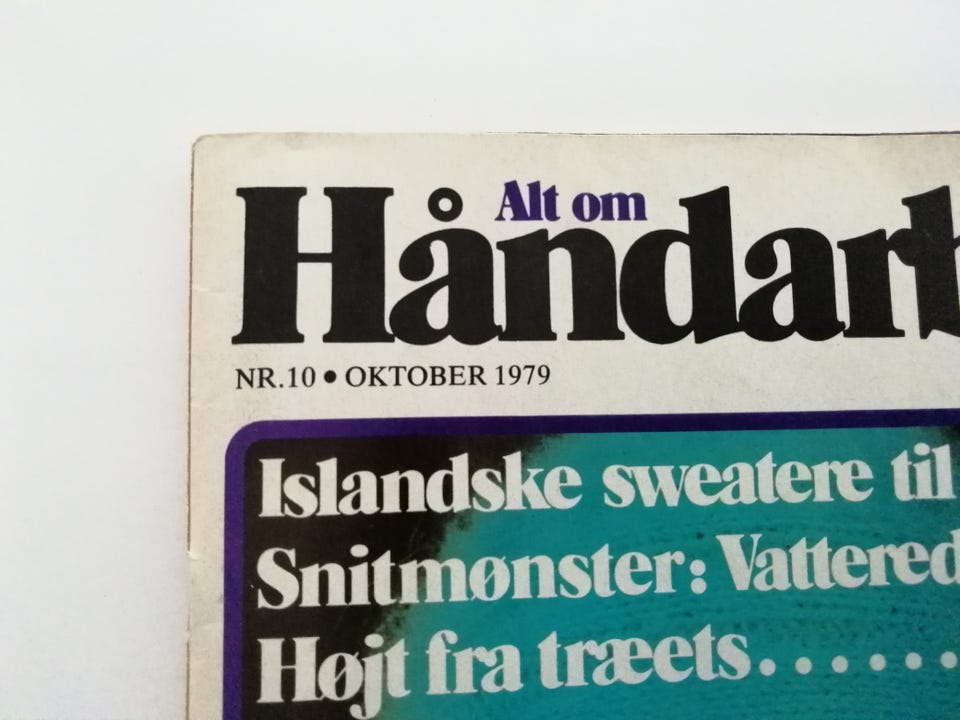 Alt om
Håndarb
NR.10 • OKTOBER 1979
Islandske sweatere til
Snitmønster: Vattered
Højt fra træets......